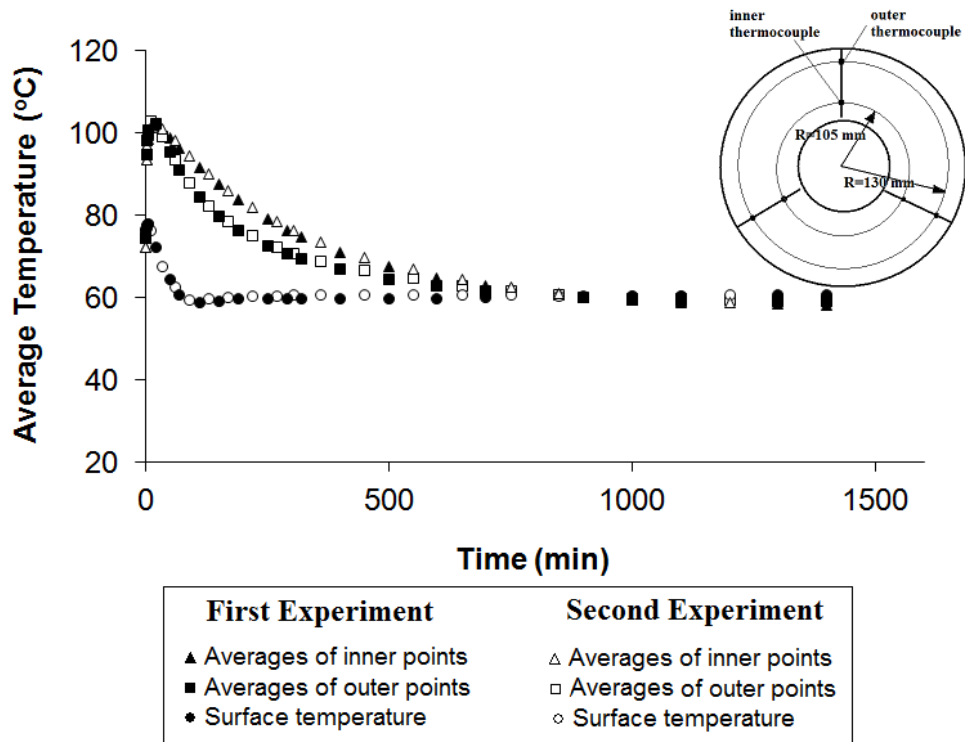 inner
thermocouple
outer
thermocouple
R=105 mm
R=130 mm
Average Temperature (°C)
120
100
80
60
40
20
0
500
1000
1500
Time (min)
First Experiment
▲ Averages of inner points
■ Averages of outer points
● Surface temperature
Second Experiment
△ Averages of inner points
□ Averages of outer points
○ Surface temperature